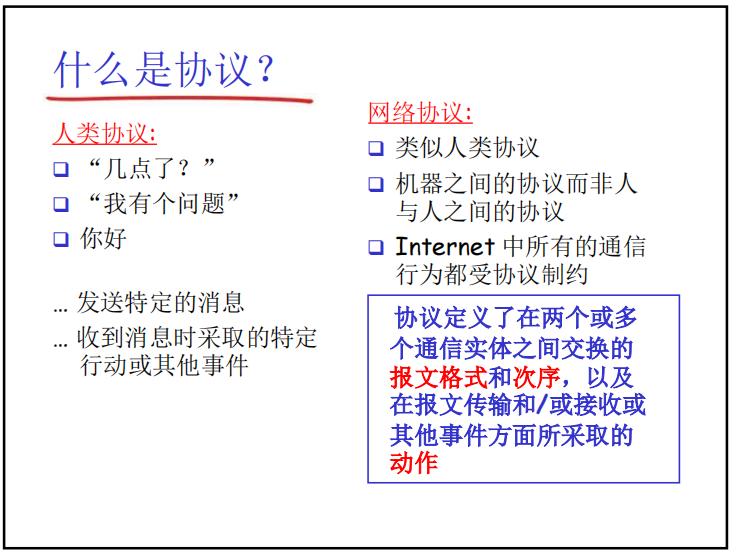 什么是协议?
人类协议:
“几点了?”
“我有个问题”
你好
… 发送特定的消息
… 收到消息时采取的特定
行动或其他事件
网络协议:
类似人类协议
机器之间的协议而非人
与人之间的协议
Internet 中所有的通信
行为都受协议制约
协议定义了在两个或多
个通信实体之间交换的
报文格式和次序，以及
在报文传输和/或接收或
其他事件方面所采取的
动作